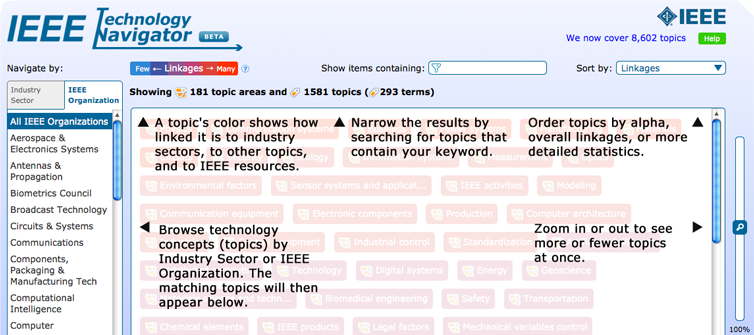 IEEE Technology Navigator BETA
IEEE
We now cover 8,602 topics
Help
Navigate by:
Few ← Linkages → Many ?
Show items containing:
Sort by: Linkages
Industry Sector
IEEE Organization
Showing 181 topic areas and 1581 topics (293 terms)
All IEEE Organizations
Aerospace &
Electronics Systems
Antennas &
Propagation
Biometrics Council
Broadcast Technology
Circuits & Systems
Communications
Components,
Packaging &
Manufacturing Tech
Computational
Intelligence
Computer
▲ A topic's color shows how
linked it is to industry
sectors, to other topics,
and to IEEE resources.
▲ Narrow the results by
searching for topics that
contain your keyword.
Order topics by alpha, ▲
overall linkages, or more
detailed statistics.
Environmental factors
Sensor systems and applicat...
IEEE activities
Modeling
Communication equipment
Electronic components
Production
Computer architecture
◀ Browse technology
concepts (topics) by
Industry Sector or IEEE
Organization. The
matching topics will then
appear below.
Zoom in or out to see ▶
more or fewer topics
at once.
Industrial control
Standardization
Technology
Digital systems
Energy
Geoscience
Biomedical engineering
Safety
Transportation
Chemical elements
IEEE products
Legal factors
Mechanical variables control
100%